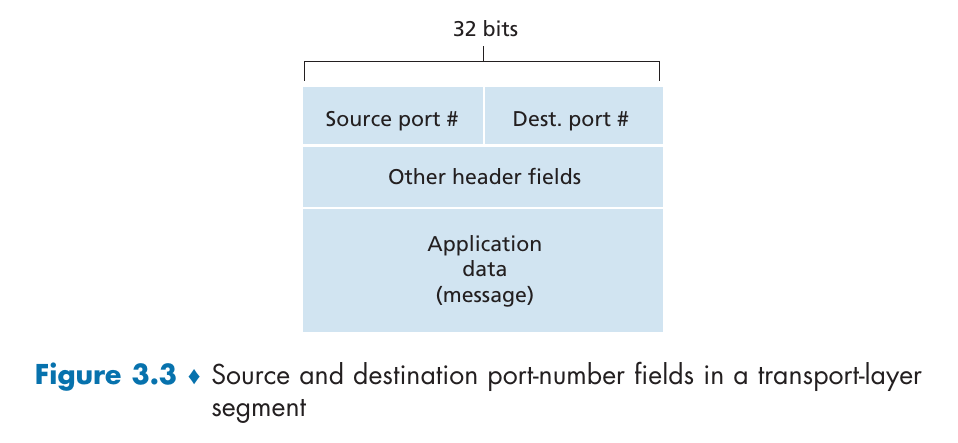 32 bits
Source port # Dest. port #
Other header fields
Application
data
(message)
Figure 3.3 ♦ Source and destination port-number fields in a transport-layer
segment